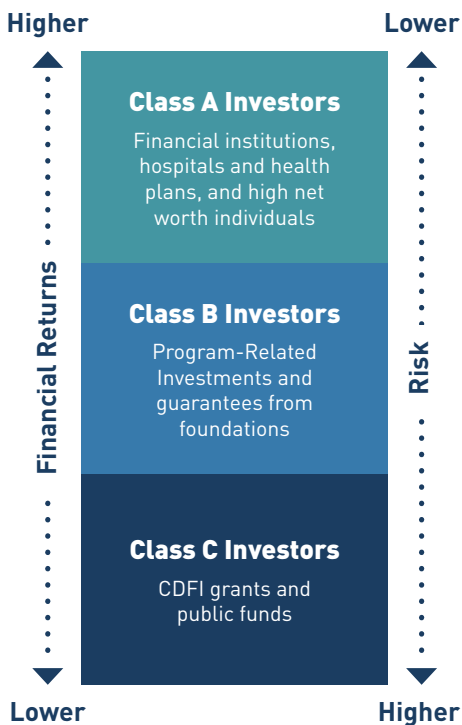 Higher
Lower
Class A Investors
Financial institutions,
hospitals and health
plans, and high net
worth individuals
Financial Returns
Class B Investors
Program-Related
Investments and
guarantees from
foundations
Risk
Class C Investors
CDFI grants and
public funds
Lower
Higher